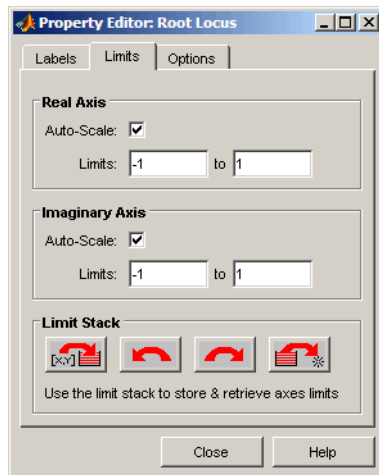 Property Editor: Root Locus
Labels Limits Options
Real Axis
Auto-Scale:
Limits: -1 to 1
Imaginary Axis
Auto-Scale:
Limits: -1 to 1
Limit Stack
[X,Y]
Use the limit stack to store & retrieve axes limits
Close Help